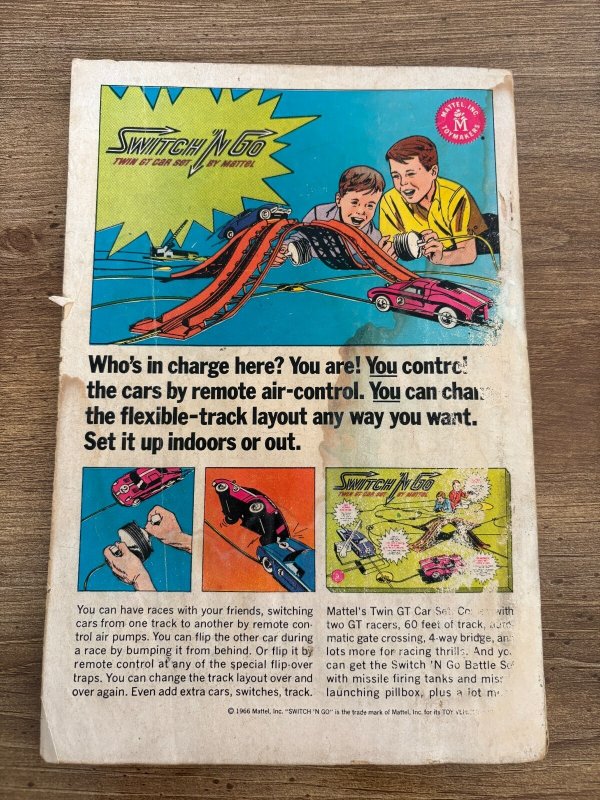 SWITCH 'N GO
TWIN GT CAR SET BY MATTEL
MATTEL, INC.
M
TOYMAKERS
Who's in charge here? You are! You control
the cars by remote air-control. You can
the flexible-track layout any way you want.
Set it up indoors or out.
SWITCH 'N GO
TWIN GT CAR SET BY MATTEL
You can have races with your friends, switching
cars from one track to another by remote con-
trol air pumps. You can flip the other car during
a race by bumping it from behind. Or flip it by
remote control at any of the special flip-over
traps. You can change the track layout over and
over again. Even add extra cars, switches, track.
Mattel's Twin GT Car Set. with
two GT racers, 60 feet of track,
matic gate crossing, 4-way bridge,
lots more for racing thrills. And
can get the Switch 'N Go Battle
with missile firing tanks and
launching pillbox, plus a lot
© 1966 Mattel, Inc. "SWITCH 'N GO" is the trade mark of Mattel, Inc. for its TOY